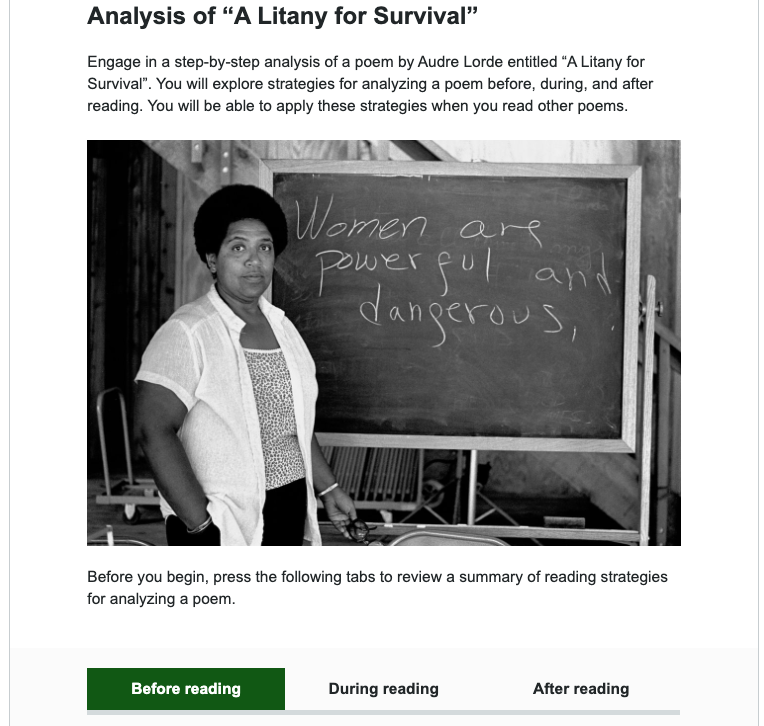 Analysis of “A Litany for Survival”
Engage in a step-by-step analysis of a poem by Audre Lorde entitled “A Litany for
Survival”. You will explore strategies for analyzing a poem before, during, and after
reading. You will be able to apply these strategies when you read other poems.
Women are
powerful and
dangerous,
Before you begin, press the following tabs to review a summary of reading strategies
for analyzing a poem.
Before reading
During reading
After reading